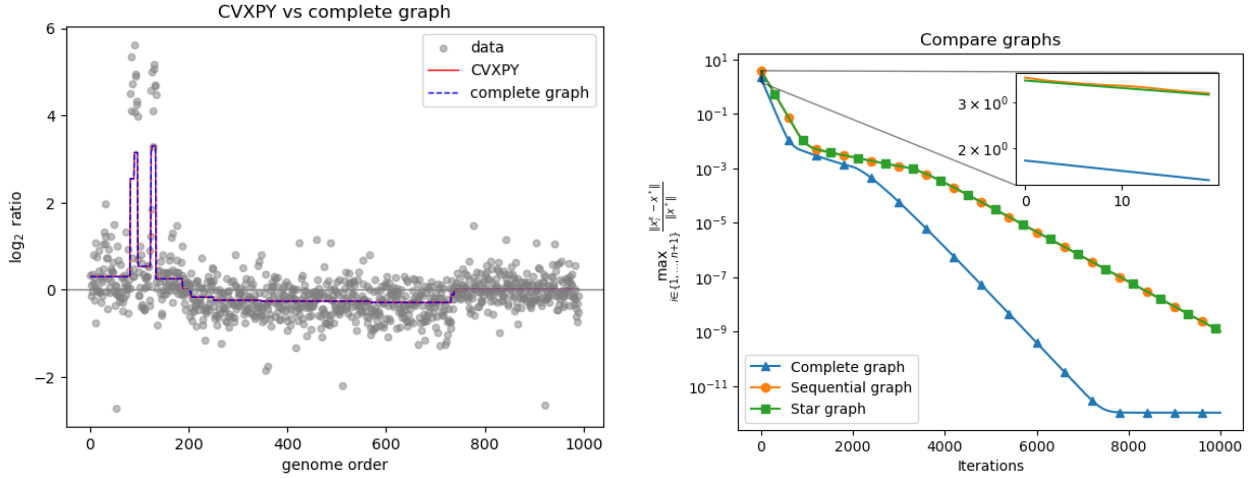 CVXPY vs complete graph
6
4
2
0
−2
log₂ ratio
data
CVXPY
complete graph
0
200
400
600
800
1000
genome order
Compare graphs
10¹
10⁻¹
10⁻³
10⁻⁵
10⁻⁷
10⁻⁹
10⁻¹¹
max i∈{1,...,n+1} ‖xᵢᵏ − x*‖ / ‖x*‖
3 × 10⁰
2 × 10⁰
0
10
Complete graph
Sequential graph
Star graph
0
2000
4000
6000
8000
10000
Iterations